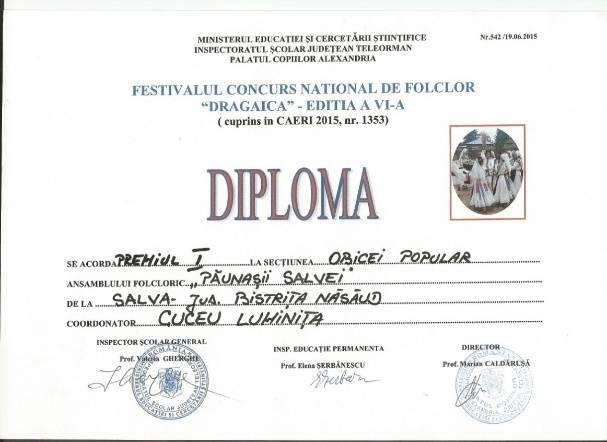 MINISTERUL EDUCAȚIEI ȘI CERCETĂRII ȘTIINȚIFICE
Nr.542 /19.06.2015
INSPECTORATUL ȘCOLAR JUDEȚEAN TELEORMAN
PALATUL COPIILOR ALEXANDRIA
FESTIVALUL CONCURS NATIONAL DE FOLCLOR
“DRAGAICA” - EDITIA A VI-A
( cuprins în CAERI 2015, nr. 1353)
DIPLOMA
SE ACORDA PREMIUL I LA SECȚIUNEA OBICEI POPULAR
ANSAMBLULUI FOLCLORIC „PĂUNAȘII SALVEI”
DE LA SALVA- JUD. BISTRIȚA NĂSĂUD
COORDONATOR CUCEU LUMINIȚA
INSPECTOR ȘCOLAR GENERAL
INSP. EDUCAȚIE PERMANENTA
DIRECTOR
Prof. Valeria GHERGHE
Prof. Elena ȘERBĂNESCU
Prof. Marian CALDĂRUȘĂ
ROMÂNIA